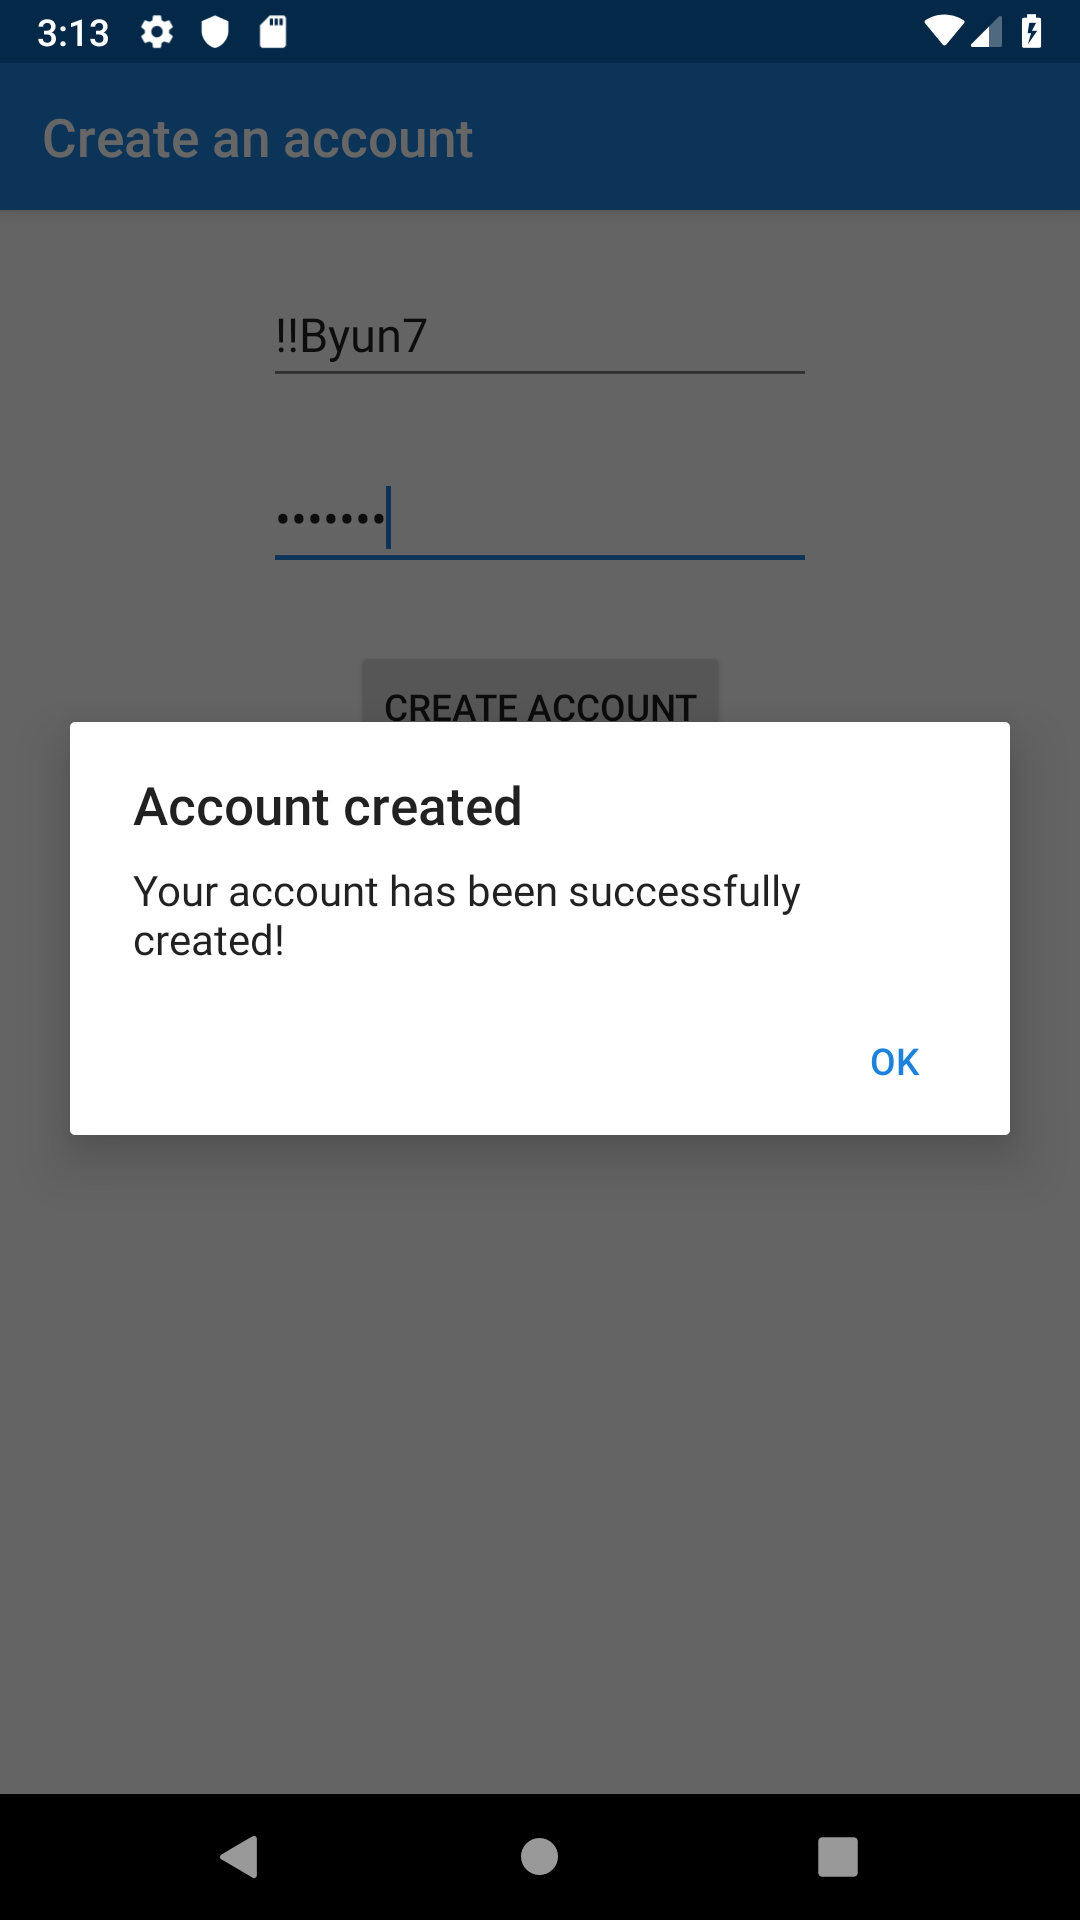 3:13
Create an account
!!Byun7
•••••••
CREATE ACCOUNT
Account created
Your account has been successfully
created!
OK